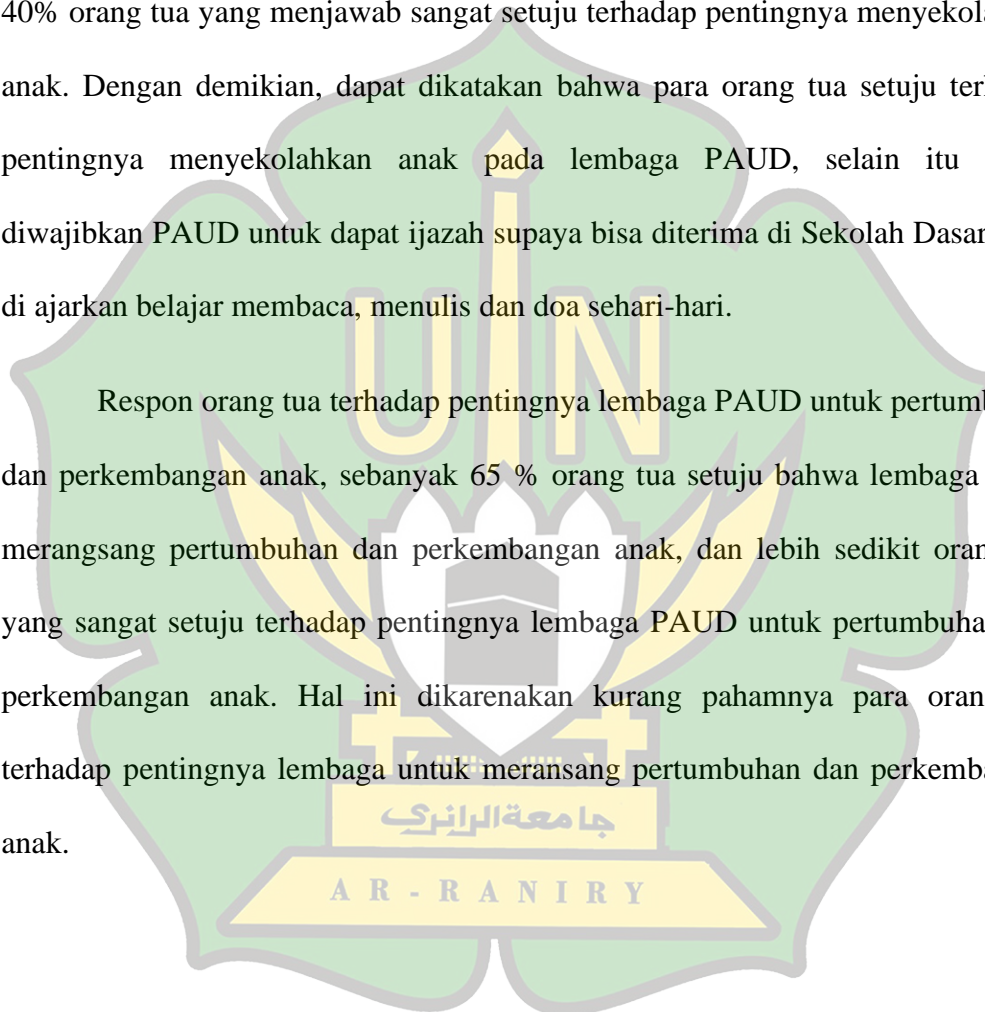 40% orang tua yang menjawab sangat setuju terhadap pentingnya menyekola
anak. Dengan demikian, dapat dikatakan bahwa para orang tua setuju ter
pentingnya menyekolahkan anak pada lembaga PAUD, selain itu
diwajibkan PAUD untuk dapat ijazah supaya bisa diterima di Sekolah Dasar
di ajarkan belajar membaca, menulis dan doa sehari-hari.
Respon orang tua terhadap pentingnya lembaga PAUD untuk pertumb
dan perkembangan anak, sebanyak 65 % orang tua setuju bahwa lembaga
merangsang pertumbuhan dan perkembangan anak, dan lebih sedikit oran
yang sangat setuju terhadap pentingnya lembaga PAUD untuk pertumbuha
perkembangan anak. Hal ini dikarenakan kurang pahamnya para oran
terhadap pentingnya lembaga untuk meransang pertumbuhan dan perkemba
anak.
UIN
جامعة الرانري
AR-RANIRY